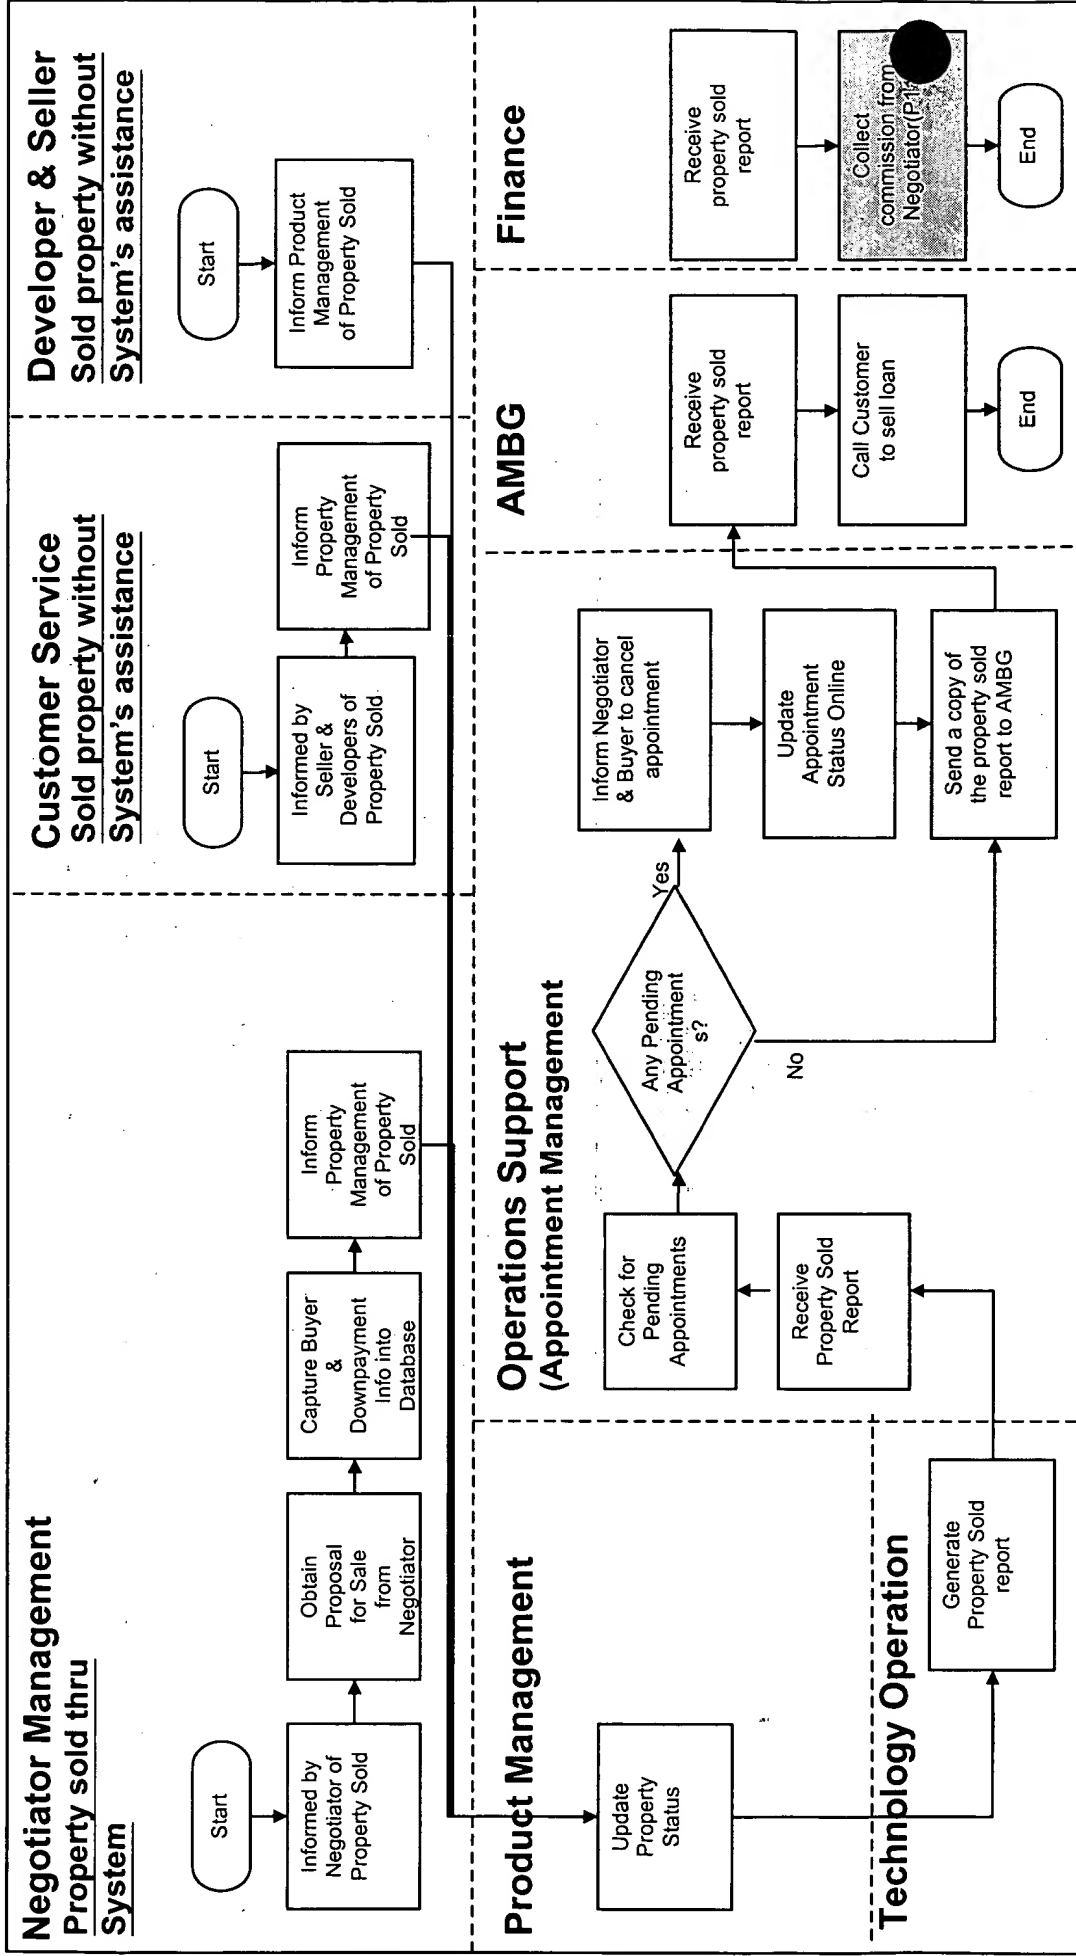 Negotiator Management
Property sold thru
System
Start
Informed by
Negotiator of
Property Sold
Obtain
Proposal
for Sale
from
Negotiator
Capture Buyer
&
Downpayment
Info into
Database
Inform
Property
Management
of Property
Sold
Customer Service
Sold property without
System's assistance
Start
Informed by
Seller &
Developers of
Property Sold
Inform
Property
Management
of Property
Sold
Developer & Seller
Sold property without
System's assistance
Start
Inform Product
Management
of Property Sold
Product Management
Update
Property
Status
Technology Operation
Generate
Property Sold
report
Operations Support
(Appointment Management
Check for
Pending
Appointments
Receive
Property Sold
Report
Any Pending
Appointment
s?
Yes
No
Inform Negotiator
& Buyer to cancel
appointment
Update
Appointment
Status Online
Send a copy of
the property sold
report to AMBG
AMBG
Receive
property sold
report
Call Customer
to sell loan
End
Finance
Receive
property sold
report
Collect
commission from
End